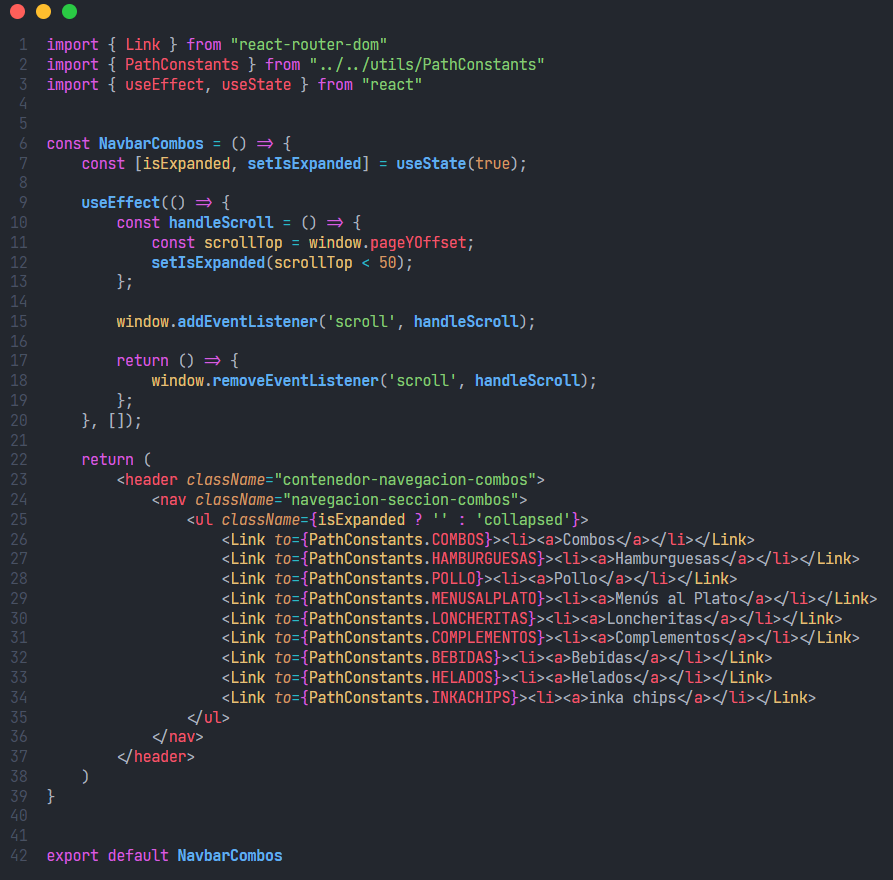 1 import { Link } from "react-router-dom"
2 import { PathConstants } from "../../utils/PathConstants"
3 import { useEffect, useState } from "react"
4
5
6 const NavbarCombos = () => {
7     const [isExpanded, setIsExpanded] = useState(true);
8
9     useEffect(() => {
10         const handleScroll = () => {
11             const scrollTop = window.pageYOffset;
12             setIsExpanded(scrollTop < 50);
13         };
14
15         window.addEventListener('scroll', handleScroll);
16
17         return () => {
18             window.removeEventListener('scroll', handleScroll);
19         };
20     }, []);
21
22     return (
23         <header className="contenedor-navegacion-combos">
24             <nav className="navegacion-seccion-combos">
25                 <ul className={isExpanded ? '' : 'collapsed'}>
26                     <Link to={PathConstants.COMBOS}><li><a>Combos</a></li></Link>
27                     <Link to={PathConstants.HAMBURGUESAS}><li><a>Hamburguesas</a></li></Link>
28                     <Link to={PathConstants.POLLO}><li><a>Pollo</a></li></Link>
29                     <Link to={PathConstants.MENUSALPLATO}><li><a>Menús al Plato</a></li></Link>
30                     <Link to={PathConstants.LONCHERITAS}><li><a>Loncheritas</a></li></Link>
31                     <Link to={PathConstants.COMPLEMENTOS}><li><a>Complementos</a></li></Link>
32                     <Link to={PathConstants.BEBIDAS}><li><a>Bebidas</a></li></Link>
33                     <Link to={PathConstants.HELADOS}><li><a>Helados</a></li></Link>
34                     <Link to={PathConstants.INKACHIPS}><li><a>inka chips</a></li></Link>
35                 </ul>
36             </nav>
37         </header>
38     )
39 }
40
41
42 export default NavbarCombos